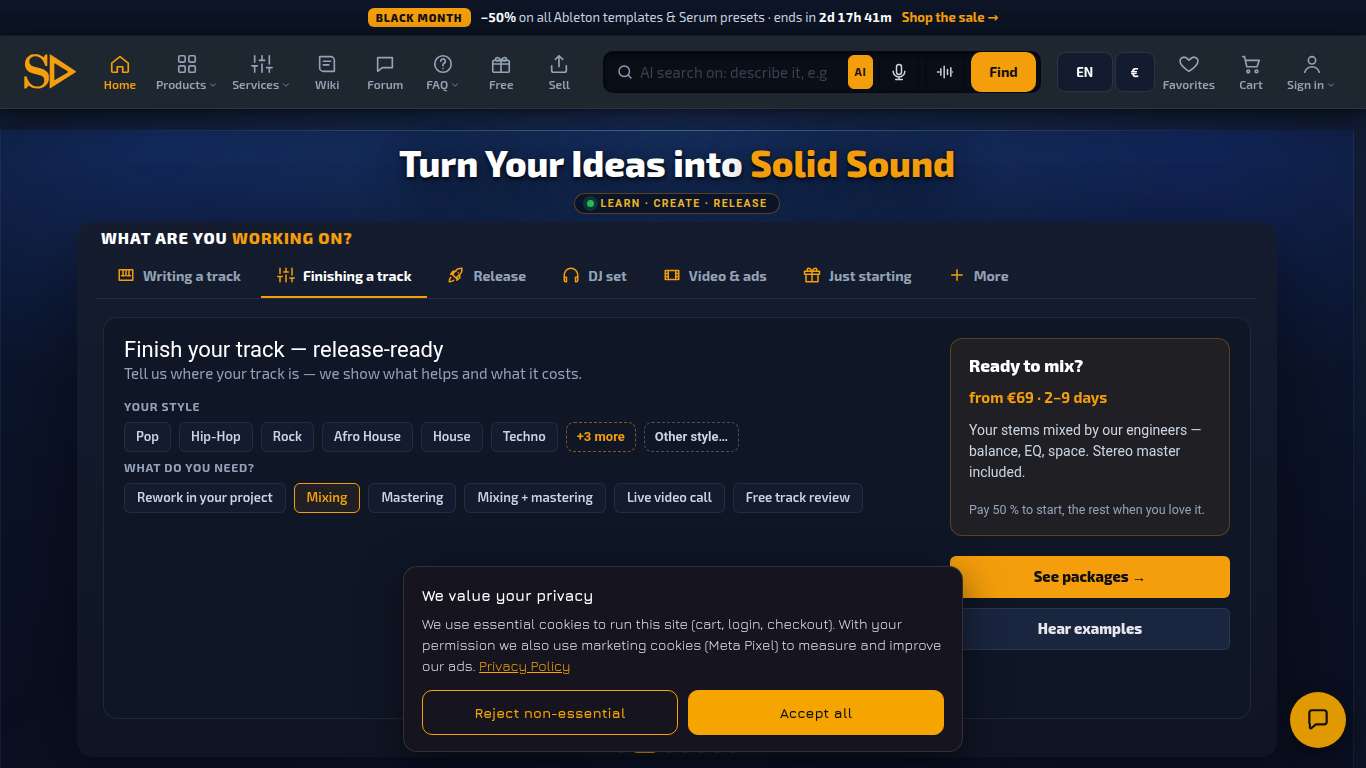 BLACK MONTH −50% on all Ableton templates & Serum presets · ends in 2d 17h 41m Shop the sale →
SD
Home Products Services Wiki Forum FAQ Free Sell
AI search on: describe it, e.g AI Find
EN € Favorites Cart Sign in
Turn Your Ideas into Solid Sound
LEARN · CREATE · RELEASE
WHAT ARE YOU WORKING ON?
Writing a track Finishing a track Release DJ set Video & ads Just starting More
Finish your track — release-ready
Tell us where your track is — we show what helps and what it costs.
YOUR STYLE
Pop Hip-Hop Rock Afro House House Techno +3 more Other style…
WHAT DO YOU NEED?
Rework in your project Mixing Mastering Mixing + mastering Live video call Free track review
Ready to mix?
from €69 · 2–9 days
Your stems mixed by our engineers —
balance, EQ, space. Stereo master
included.
Pay 50 % to start, the rest when you love it.
See packages →
Hear examples
We value your privacy
We use essential cookies to run this site (cart, login, checkout). With your
permission we also use marketing cookies (Meta Pixel) to measure and improve
our ads. Privacy Policy
Reject non-essential Accept all